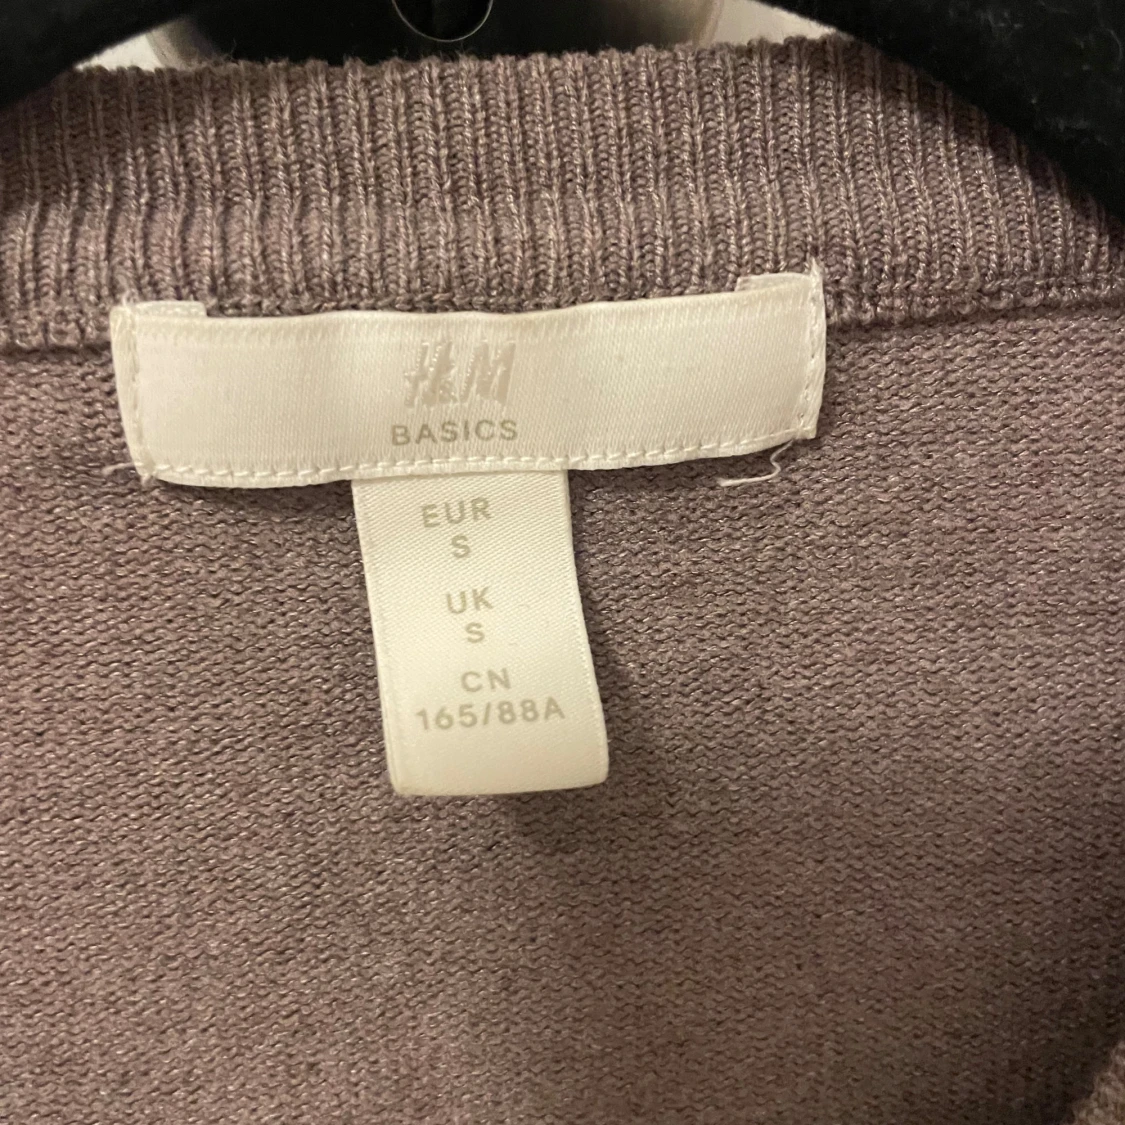 H&M
BASICS
EUR
S
UK
S
CN
165/88A